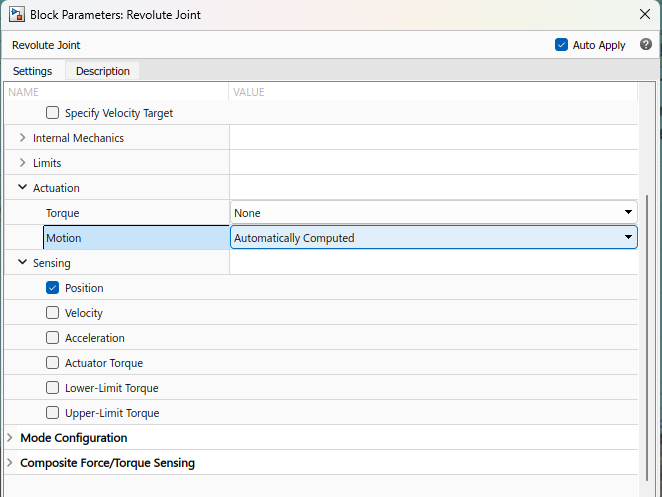 Block Parameters: Revolute Joint
Revolute Joint
Auto Apply
Settings
Description
NAME
VALUE
Specify Velocity Target
Internal Mechanics
Limits
Actuation
Torque
None
Motion
Automatically Computed
Sensing
Position
Velocity
Acceleration
Actuator Torque
Lower-Limit Torque
Upper-Limit Torque
Mode Configuration
Composite Force/Torque Sensing